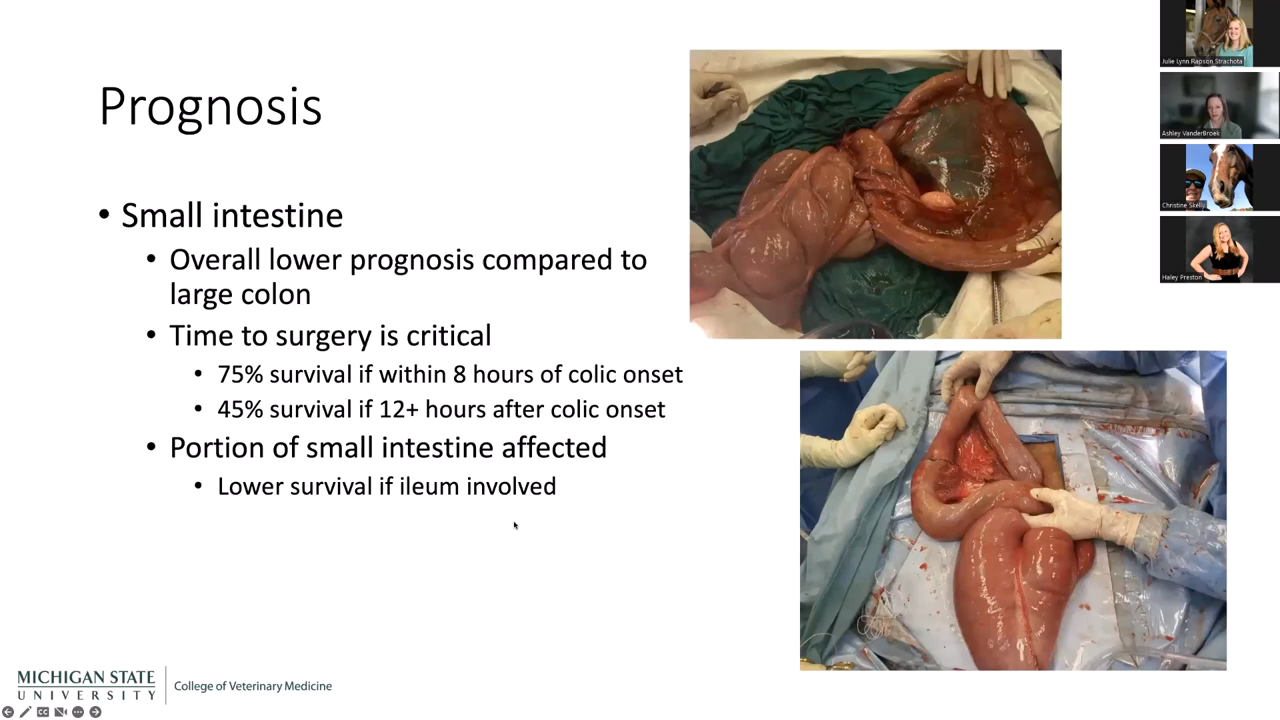 Prognosis
• Small intestine
• Overall lower prognosis compared to
large colon
• Time to surgery is critical
• 75% survival if within 8 hours of colic onset
• 45% survival if 12+ hours after colic onset
• Portion of small intestine affected
• Lower survival if ileum involved
MICHIGAN STATE
UNIVERSITY
College of Veterinary Medicine
Julie Lynn Rapson Strachota
Ashley VanderBroek
Christine Skelly
Haley Preston
CC